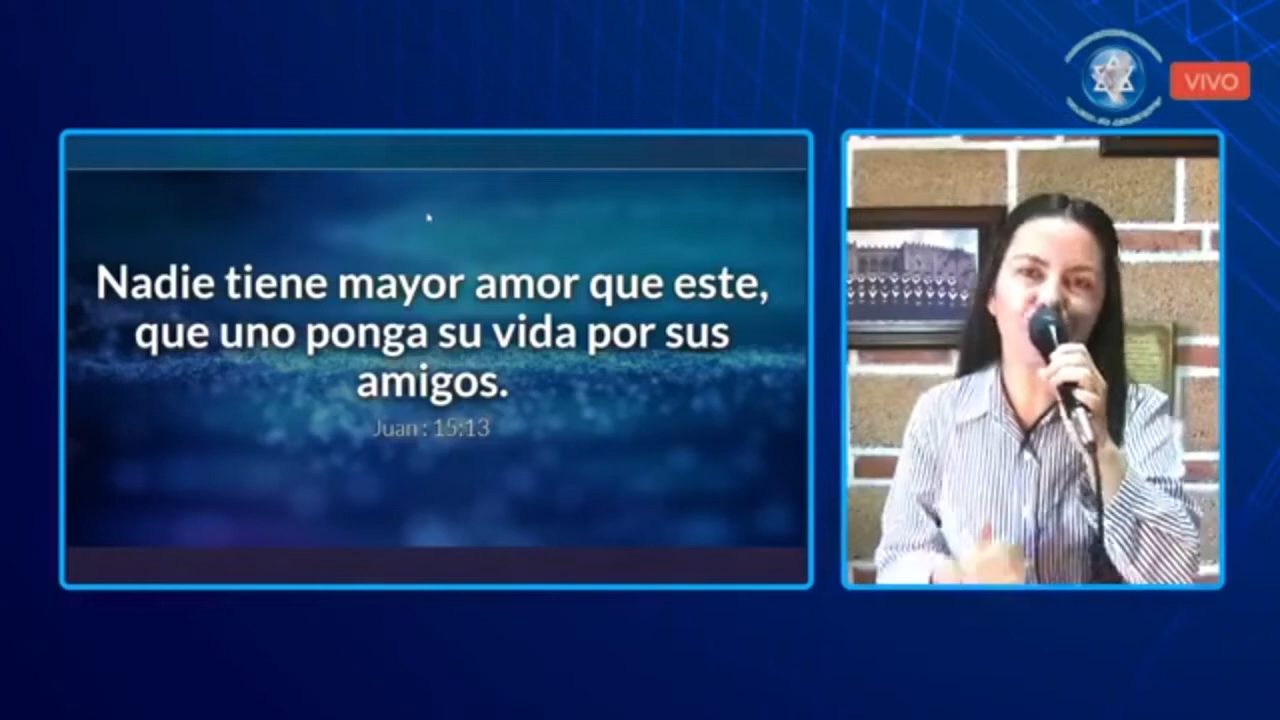 VIVO
Nadie tiene mayor amor que este,
que uno ponga su vida por sus
amigos.
Juan : 15:13